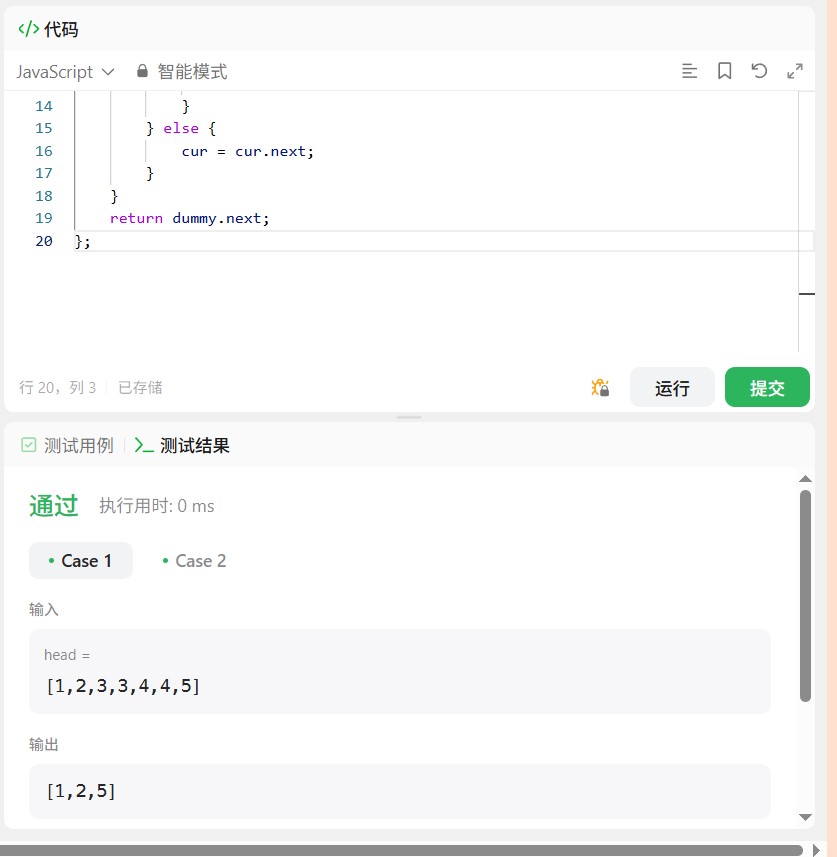 </> 代码
JavaScript 智能模式
14 }
15 } else {
16 cur = cur.next;
17 }
18 }
19 return dummy.next;
20 };
行 20，列 3 已存储
运行 提交
测试用例 测试结果
通过 执行用时: 0 ms
• Case 1 • Case 2
输入
head =
[1,2,3,3,4,4,5]
输出
[1,2,5]